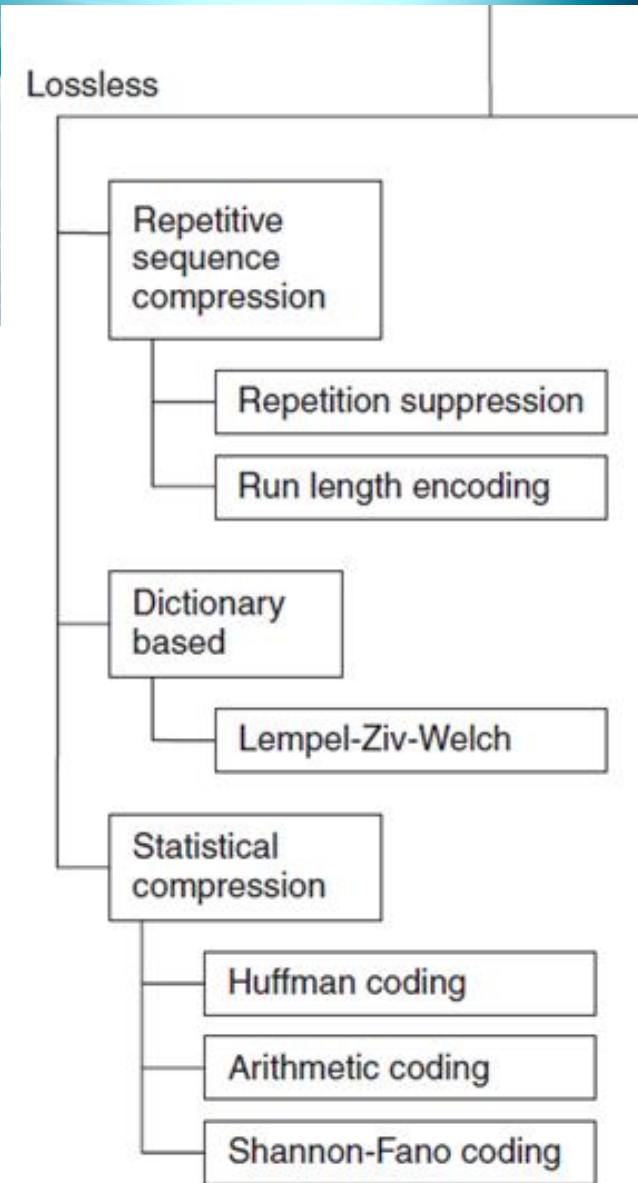 Lossless
Repetitive
sequence
compression
Repetition suppression
Run length encoding
Dictionary
based
Lempel-Ziv-Welch
Statistical
compression
Huffman coding
Arithmetic coding
Shannon-Fano coding